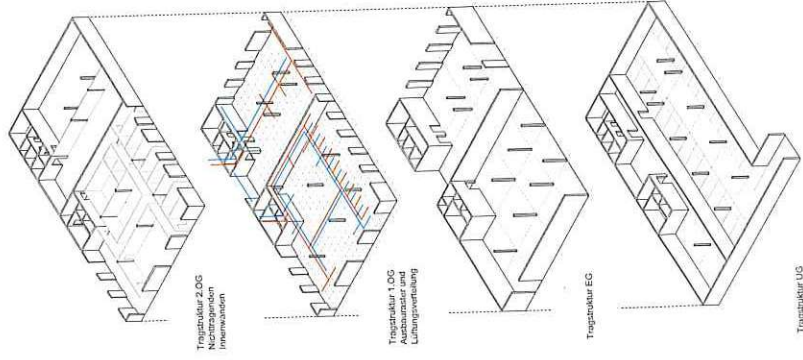 Tragstruktur 2.OG
Nichttragenden
Innenwänden
Tragstruktur 1.OG
Ausbauraster und
Lüftungsverteilung
Tragstruktur EG
Tragstruktur UG